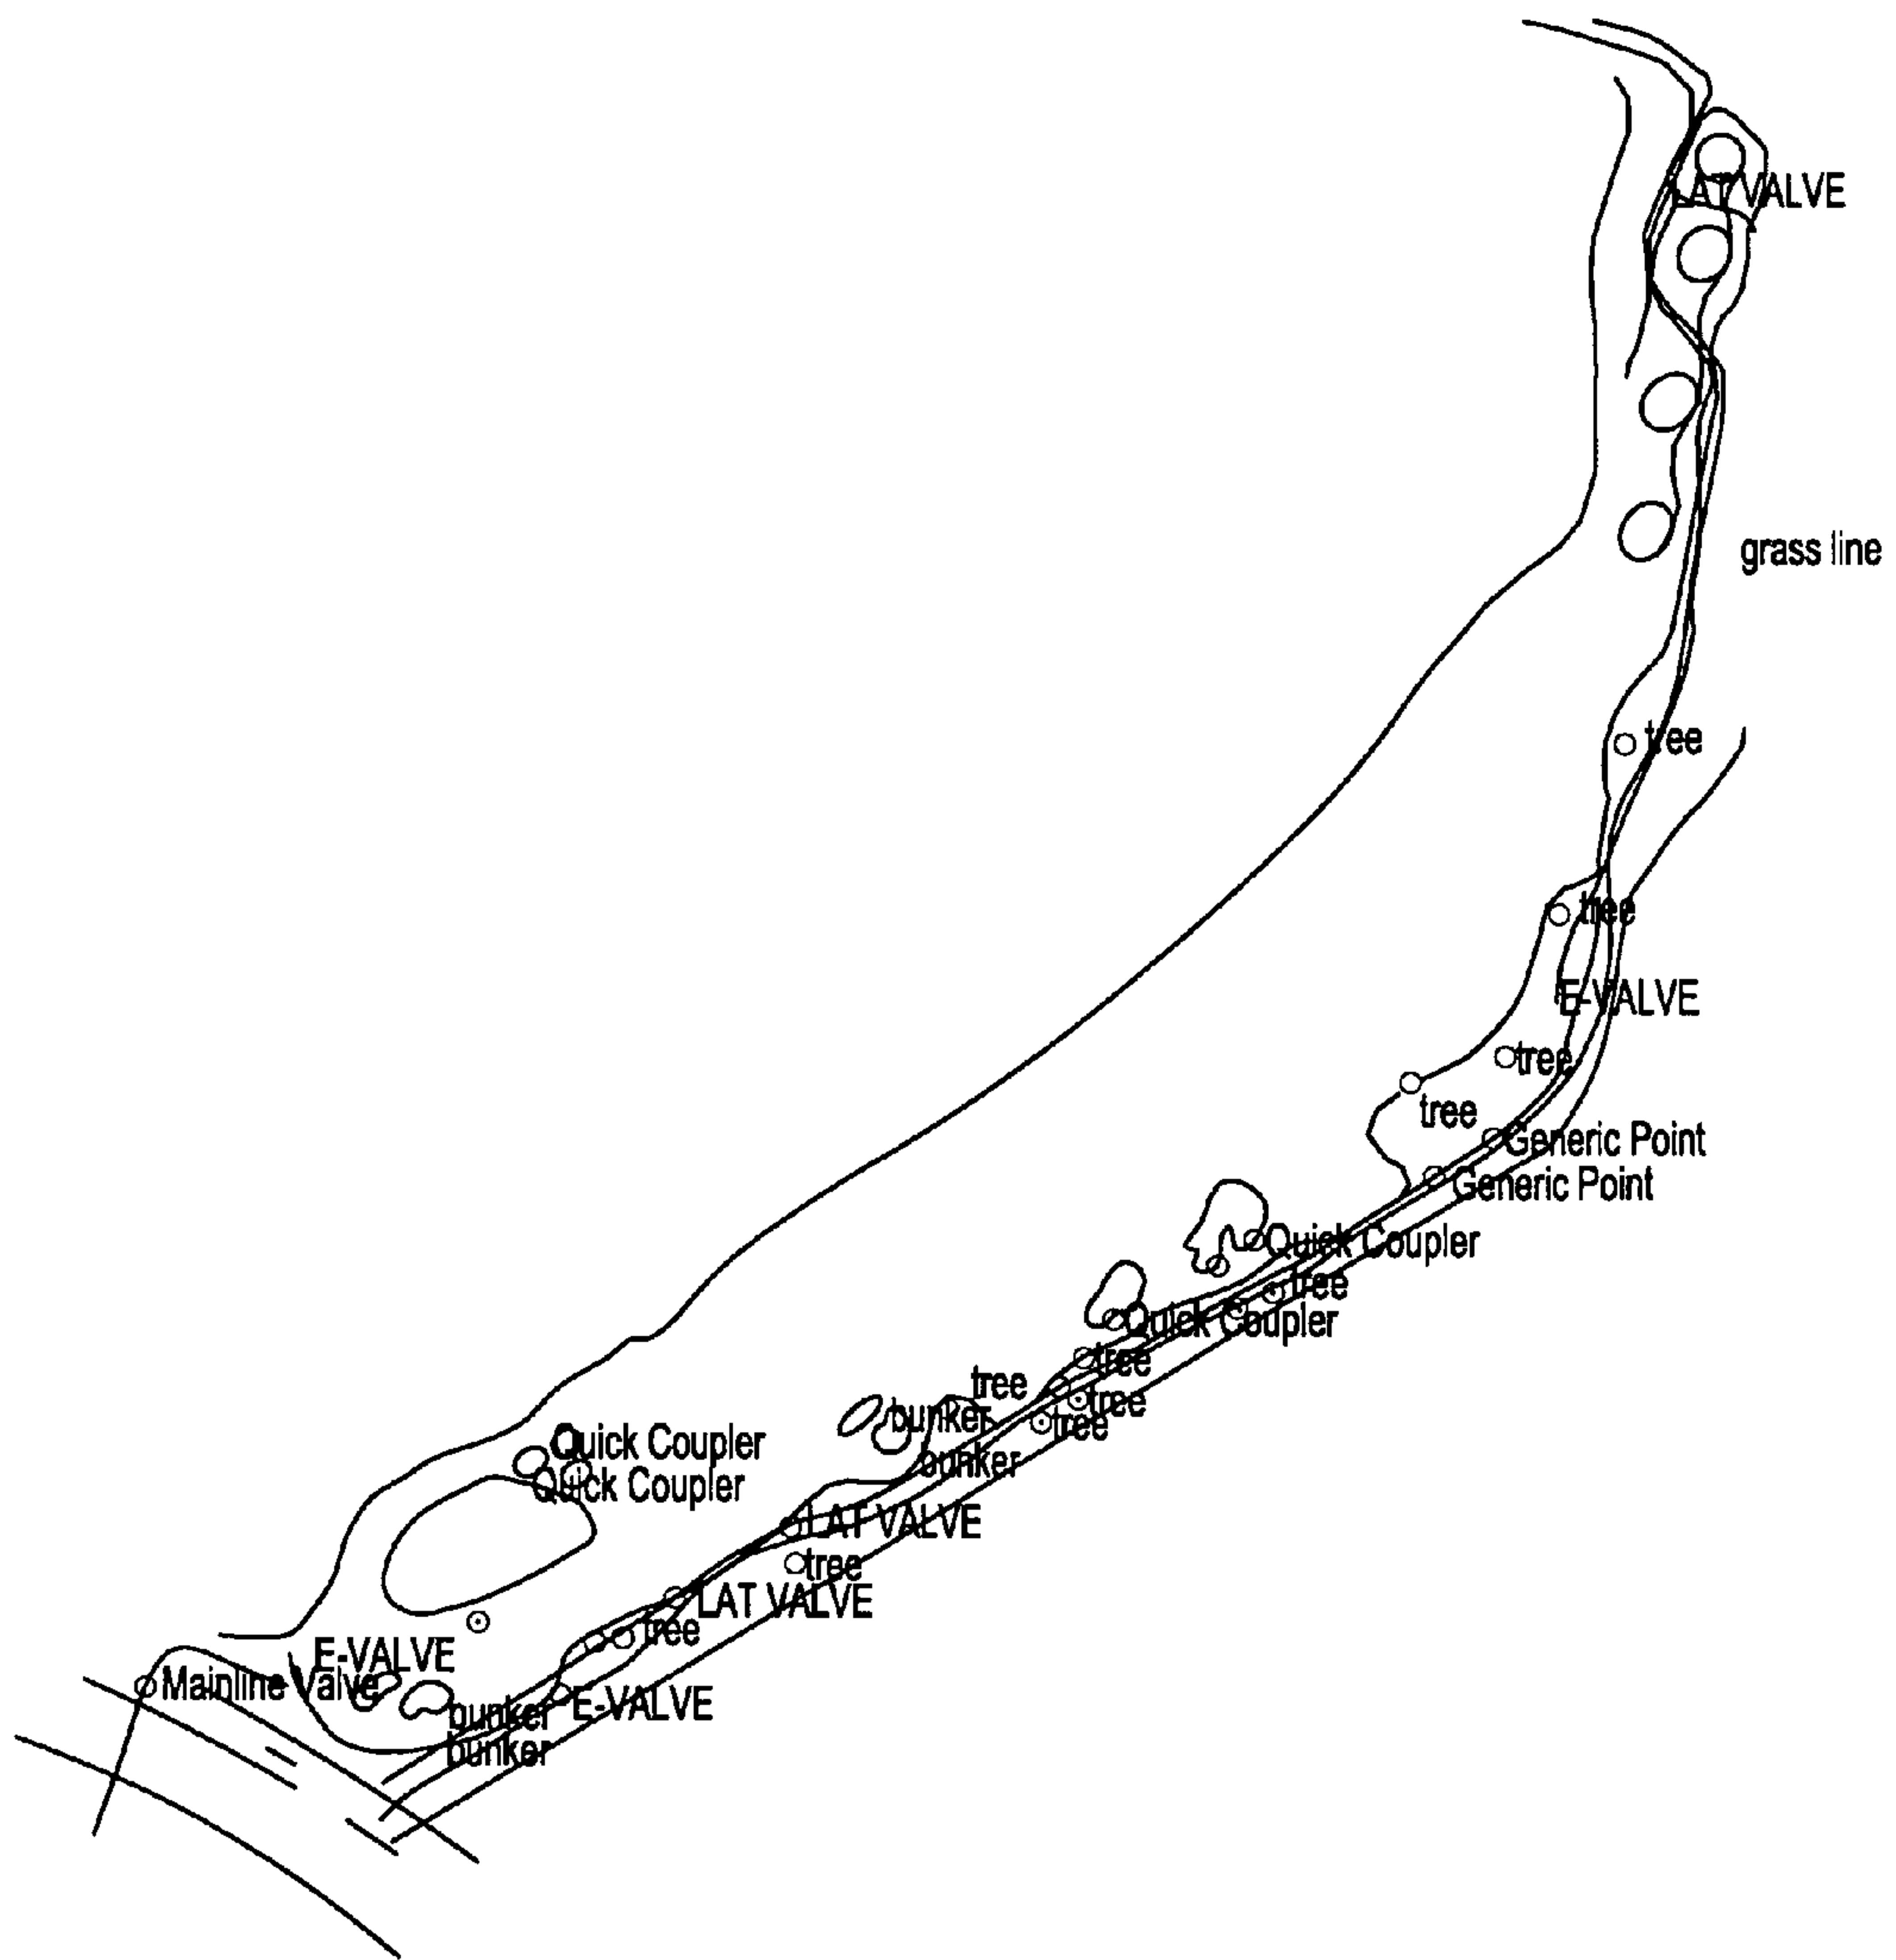 LAT VALVE
grass line
tree
tree
E-VALVE
tree
tree
Generic Point
Generic Point
Quick Coupler
tree
Quick Coupler
tree
tree
tree
tree
bunker
bunker
Quick Coupler
Quick Coupler
LAT VALVE
tree
LAT VALVE
tree
E-VALVE
Mainline Valve
E-VALVE
bunker
bunker